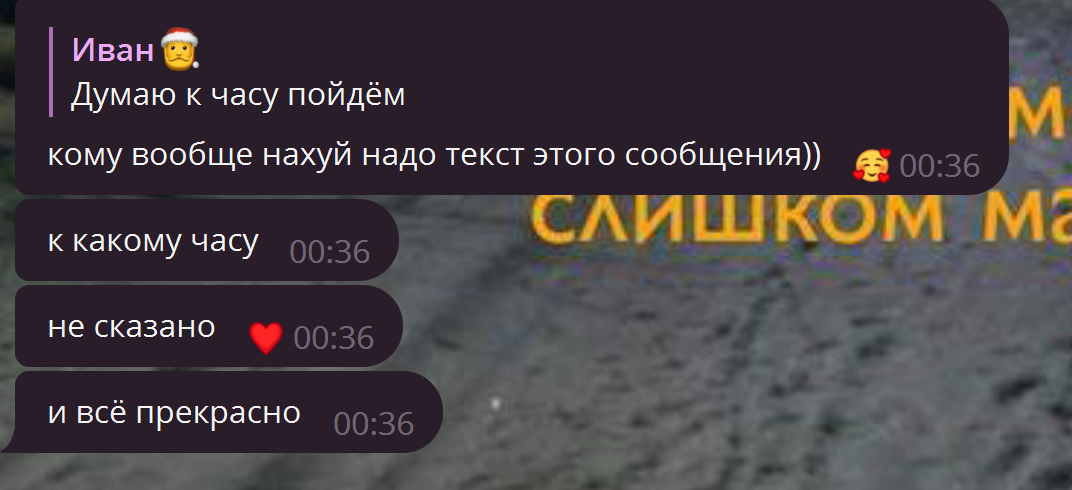 Иван🎅
Думаю к часу пойдём
кому вообще нахуй надо текст этого сообщения)) 🥰 00:36
м
слишком ма
к какому часу 00:36
не сказано ♥ 00:36
и всё прекрасно 00:36